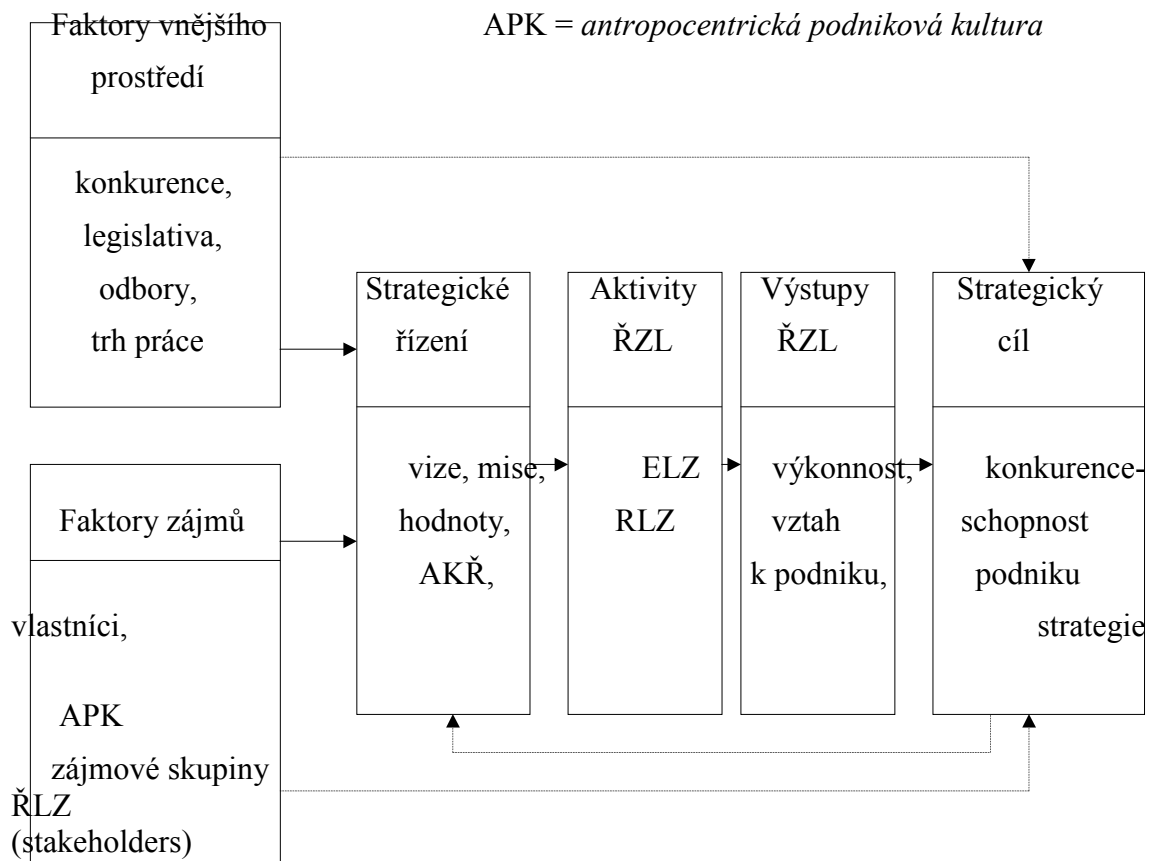 Faktory vnějšího
prostředí
APK = antropocentrická podniková kultura
konkurence,
legislativa,
odbory,
trh práce
Strategické
řízení
Aktivity
ŘZL
Výstupy
ŘZL
Strategický
cíl
Faktory zájmů
vize, mise,
hodnoty,
AKŘ,
ELZ
RLZ
výkonnost,
vztah
k podniku,
konkurence-
schopnost
podniku
strategie
vlastníci,
APK
zájmové skupiny
ŘLZ
(stakeholders)